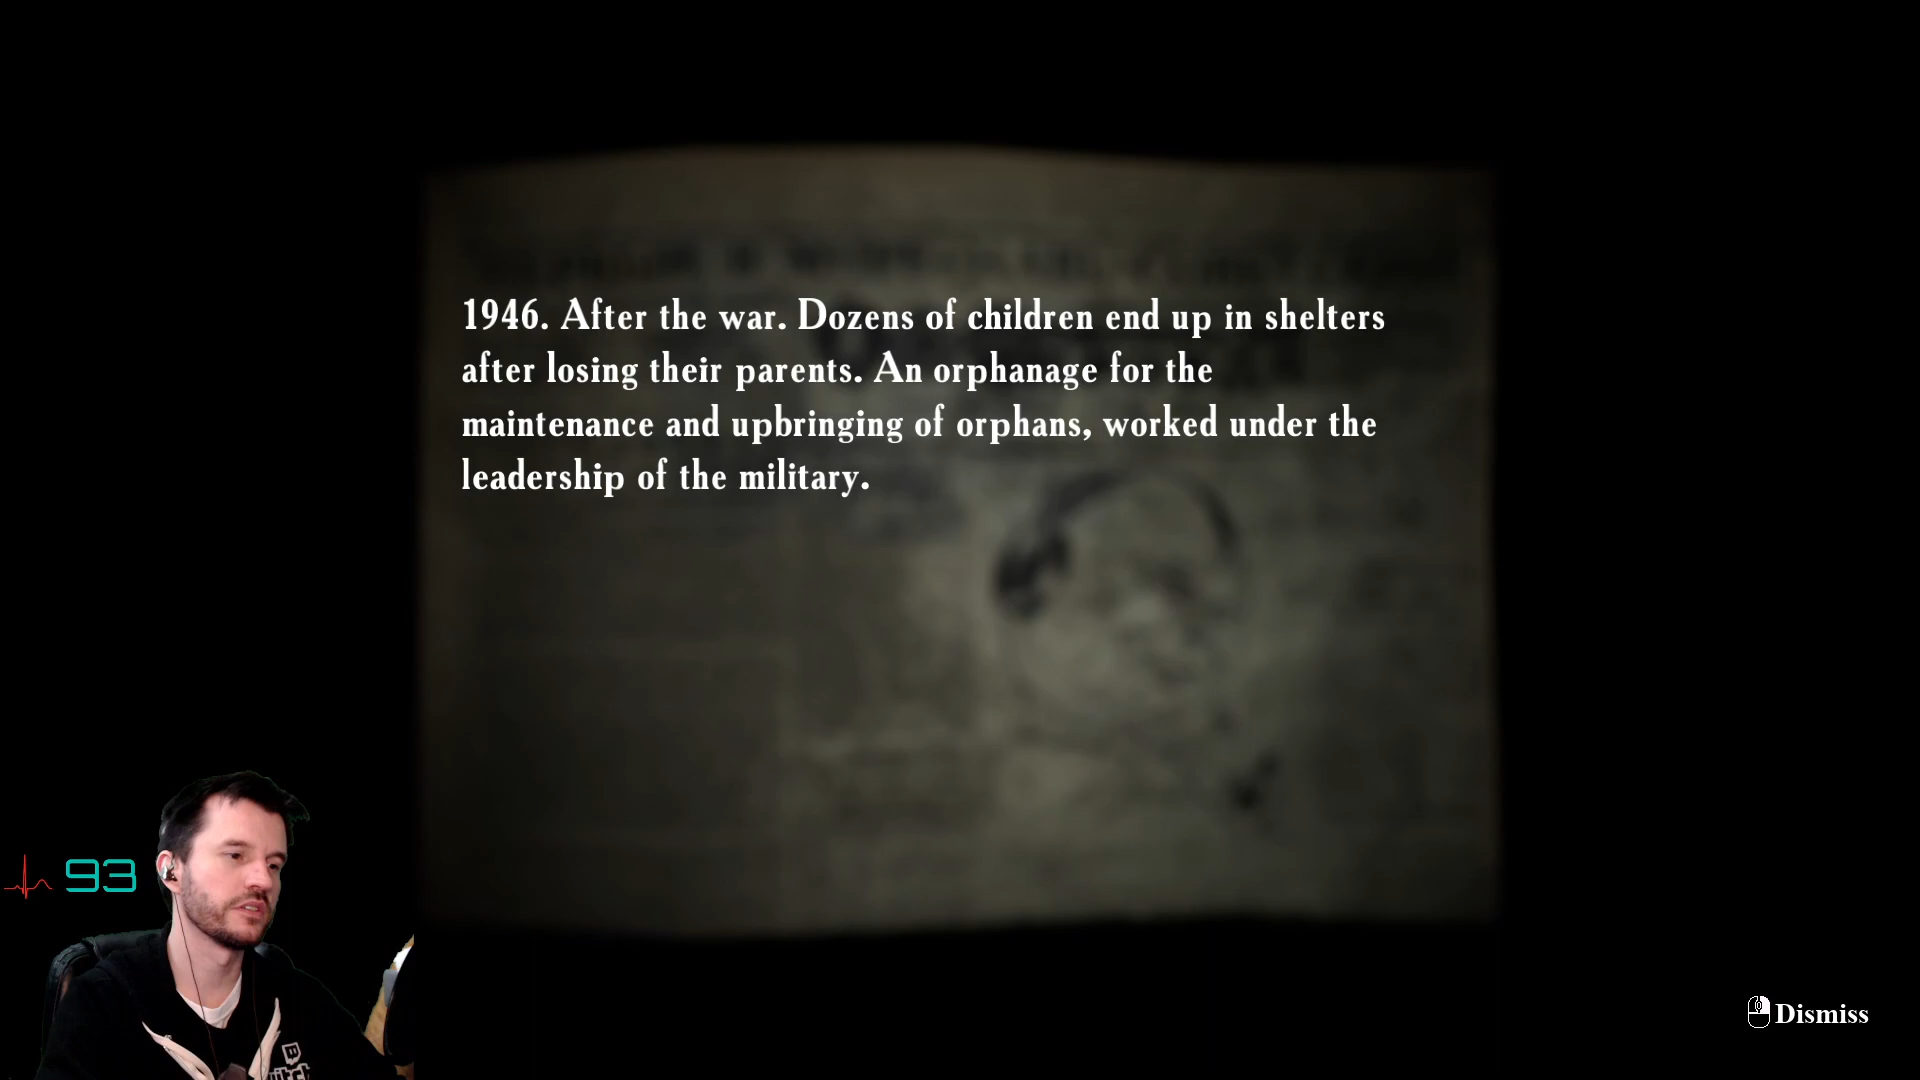 1946. After the war. Dozens of children end up in shelters
after losing their parents. An orphanage for the
maintenance and upbringing of orphans, worked under the
leadership of the military.
93
Dismiss